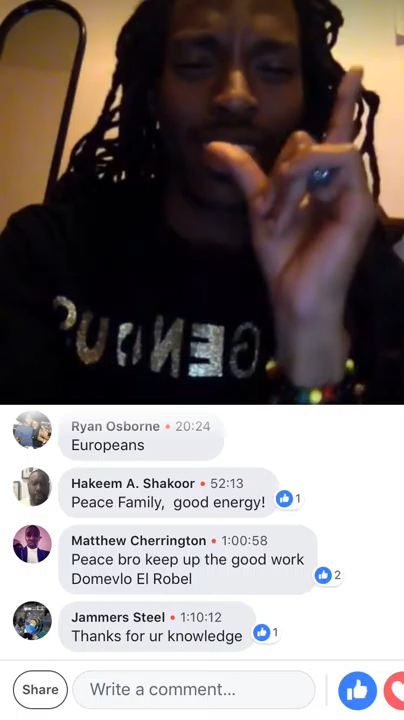 GENOUS
Ryan Osborne • 20:24
Europeans
Hakeem A. Shakoor • 52:13
Peace Family, good energy!
1
Matthew Cherrington • 1:00:58
Peace bro keep up the good work
Domevlo El Robel
2
Jammers Steel • 1:10:12
Thanks for ur knowledge
1
Share
Write a comment...